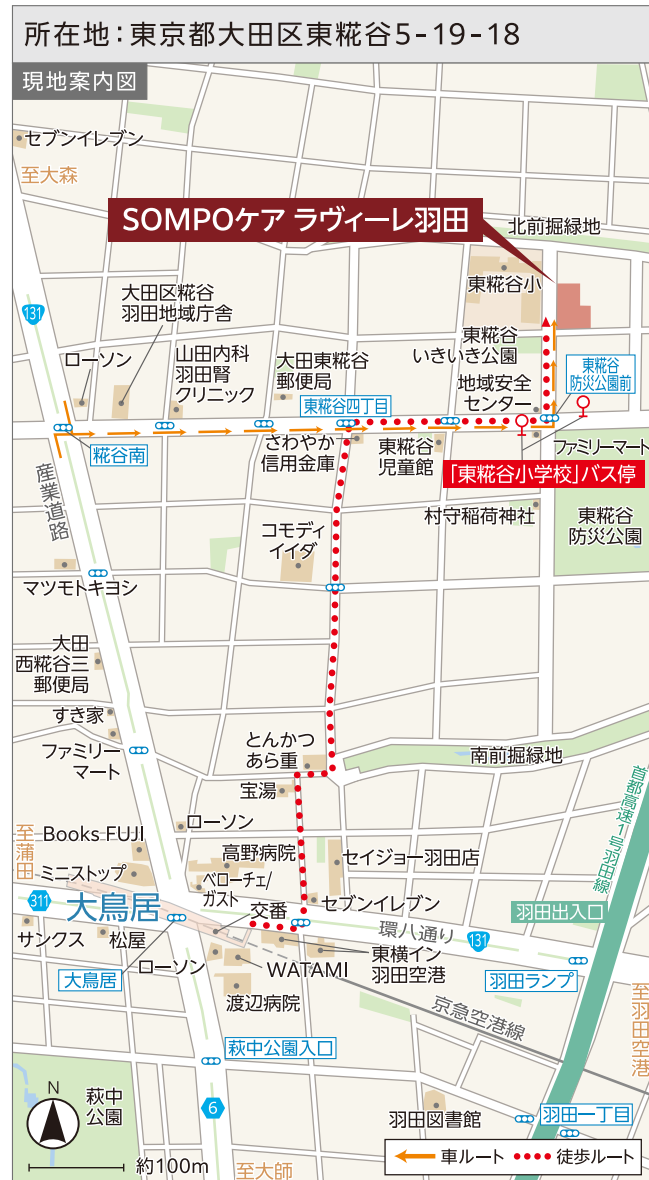 所在地：東京都大田区東糀谷5-19-18
現地案内図
セブンイレブン
至大森
SOMPOケア ラヴィーレ羽田
北前掘緑地
東糀谷小
大田区糀谷
羽田地域庁舎
131
東糀谷
いきいき公園
ローソン
山田内科
羽田腎
クリニック
大田東糀谷
郵便局
地域安全
センター
東糀谷
防災公園前
東糀谷四丁目
糀谷南
さわやか
信用金庫
東糀谷
児童館
ファミリーマート
「東糀谷小学校」バス停
産業道路
村守稲荷神社
東糀谷
防災公園
コモディ
イイダ
マツモトキヨシ
大田
西糀谷三
郵便局
すき家
ファミリー
マート
とんかつ
あら重
南前掘緑地
宝湯
首都高速1号羽田線
ローソン
至蒲田
Books FUJI
高野病院
セイジョー羽田店
ミニストップ
ベローチェ/
ガスト
セブンイレブン
311
大鳥居
交番
環八通り
131
羽田出入口
サンクス
松屋
大鳥居
ローソン
WATAMI
東横イン
羽田空港
羽田ランプ
渡辺病院
京急空港線
至羽田空港
萩中公園入口
N
萩中
公園
6
羽田図書館
羽田一丁目
約100m
至大師
車ルート
徒歩ルート